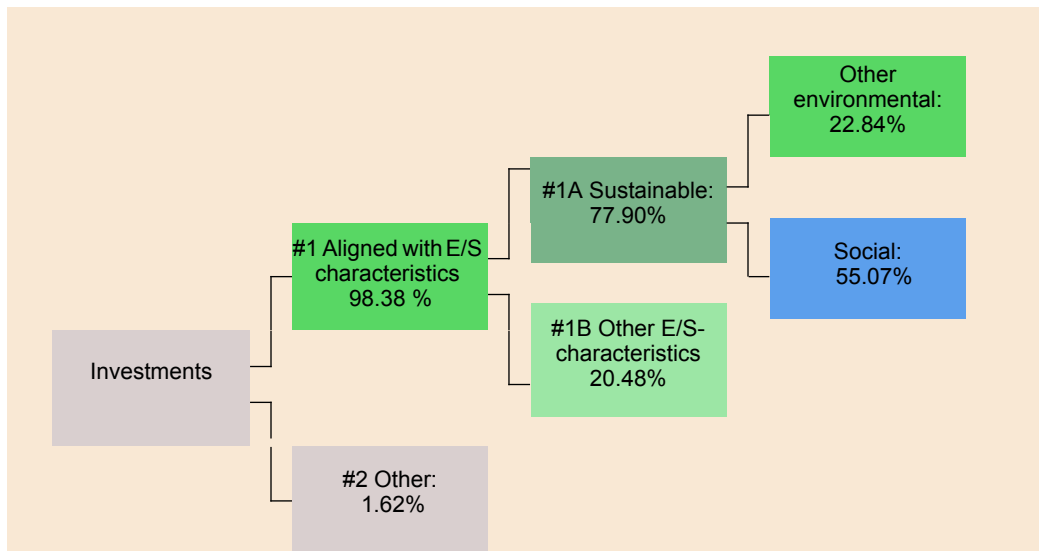 Other
environmental:
22.84%
#1A Sustainable:
77.90%
#1 Aligned with E/S
characteristics
98.38 %
Social:
55.07%
#1B Other E/S-
characteristics
20.48%
Investments
#2 Other:
1.62%